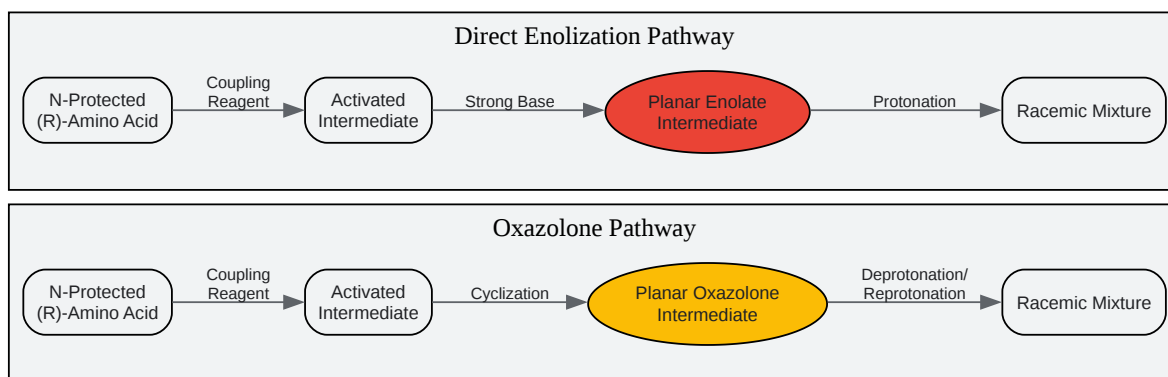 Direct Enolization Pathway
N-Protected
(R)-Amino Acid
Coupling
Reagent
Activated
Intermediate
Strong Base
Planar Enolate
Intermediate
Protonation
Racemic Mixture
Oxazolone Pathway
N-Protected
(R)-Amino Acid
Coupling
Reagent
Activated
Intermediate
Cyclization
Planar Oxazolone
Intermediate
Deprotonation/
Reprotonation
Racemic Mixture